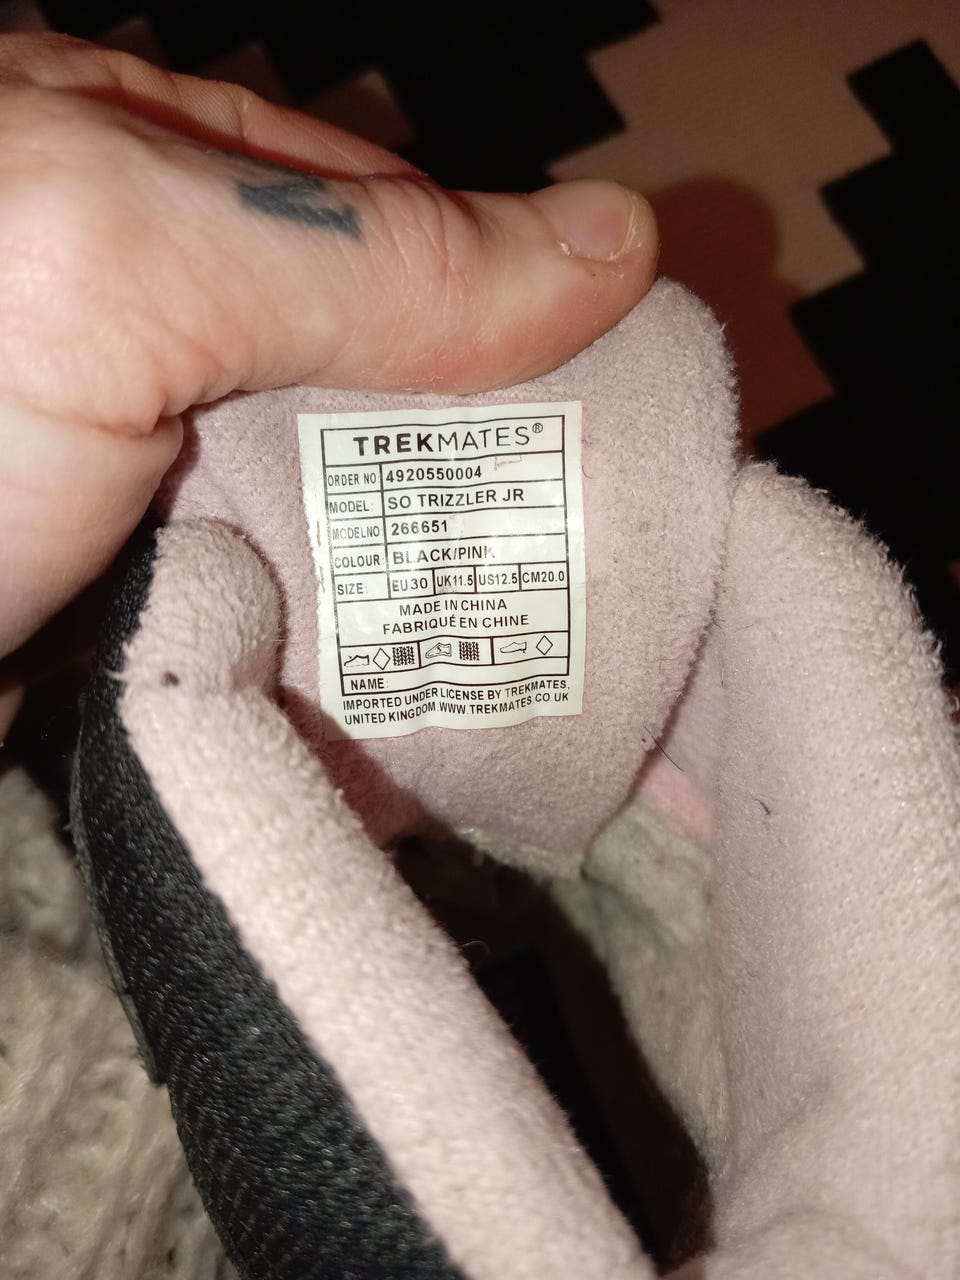 TREKMATES®
ORDER NO: 4920550004
MODEL: SO TRIZZLER JR
MODELNO: 266651
COLOUR: BLACK/PINK
SIZE: EU30 UK11.5 US12.5 CM20.0
MADE IN CHINA
FABRIQUÉ EN CHINE
NAME:
IMPORTED UNDER LICENSE BY TREKMATES,
UNITED KINGDOM.WWW.TREKMATES.CO.UK